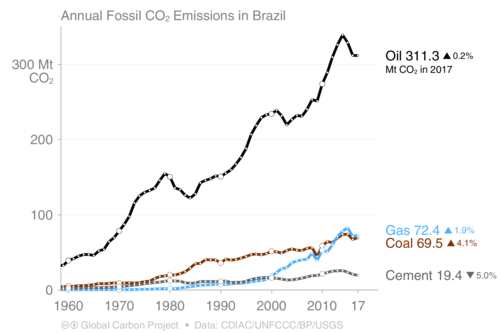 Annual Fossil CO₂ Emissions in Brazil
300 Mt
CO₂
200
100
0
Oil 311.3 ▲0.2%
Mt CO₂ in 2017
Gas 72.4 ▲1.9%
Coal 69.5 ▲4.1%
Cement 19.4 ▼5.0%
1960 1970 1980 1990 2000 2010 17
Global Carbon Project • Data: CDIAC/UNFCCC/BP/USGS